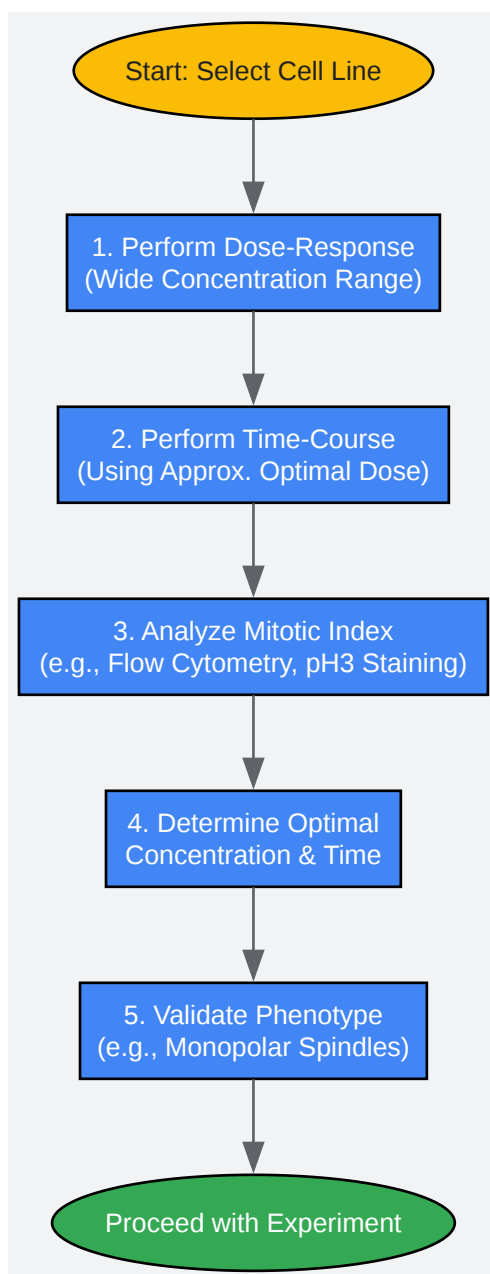 Start: Select Cell Line
1. Perform Dose-Response
(Wide Concentration Range)
2. Perform Time-Course
(Using Approx. Optimal Dose)
3. Analyze Mitotic Index
(e.g., Flow Cytometry, pH3 Staining)
4. Determine Optimal
Concentration & Time
5. Validate Phenotype
(e.g., Monopolar Spindles)
Proceed with Experiment